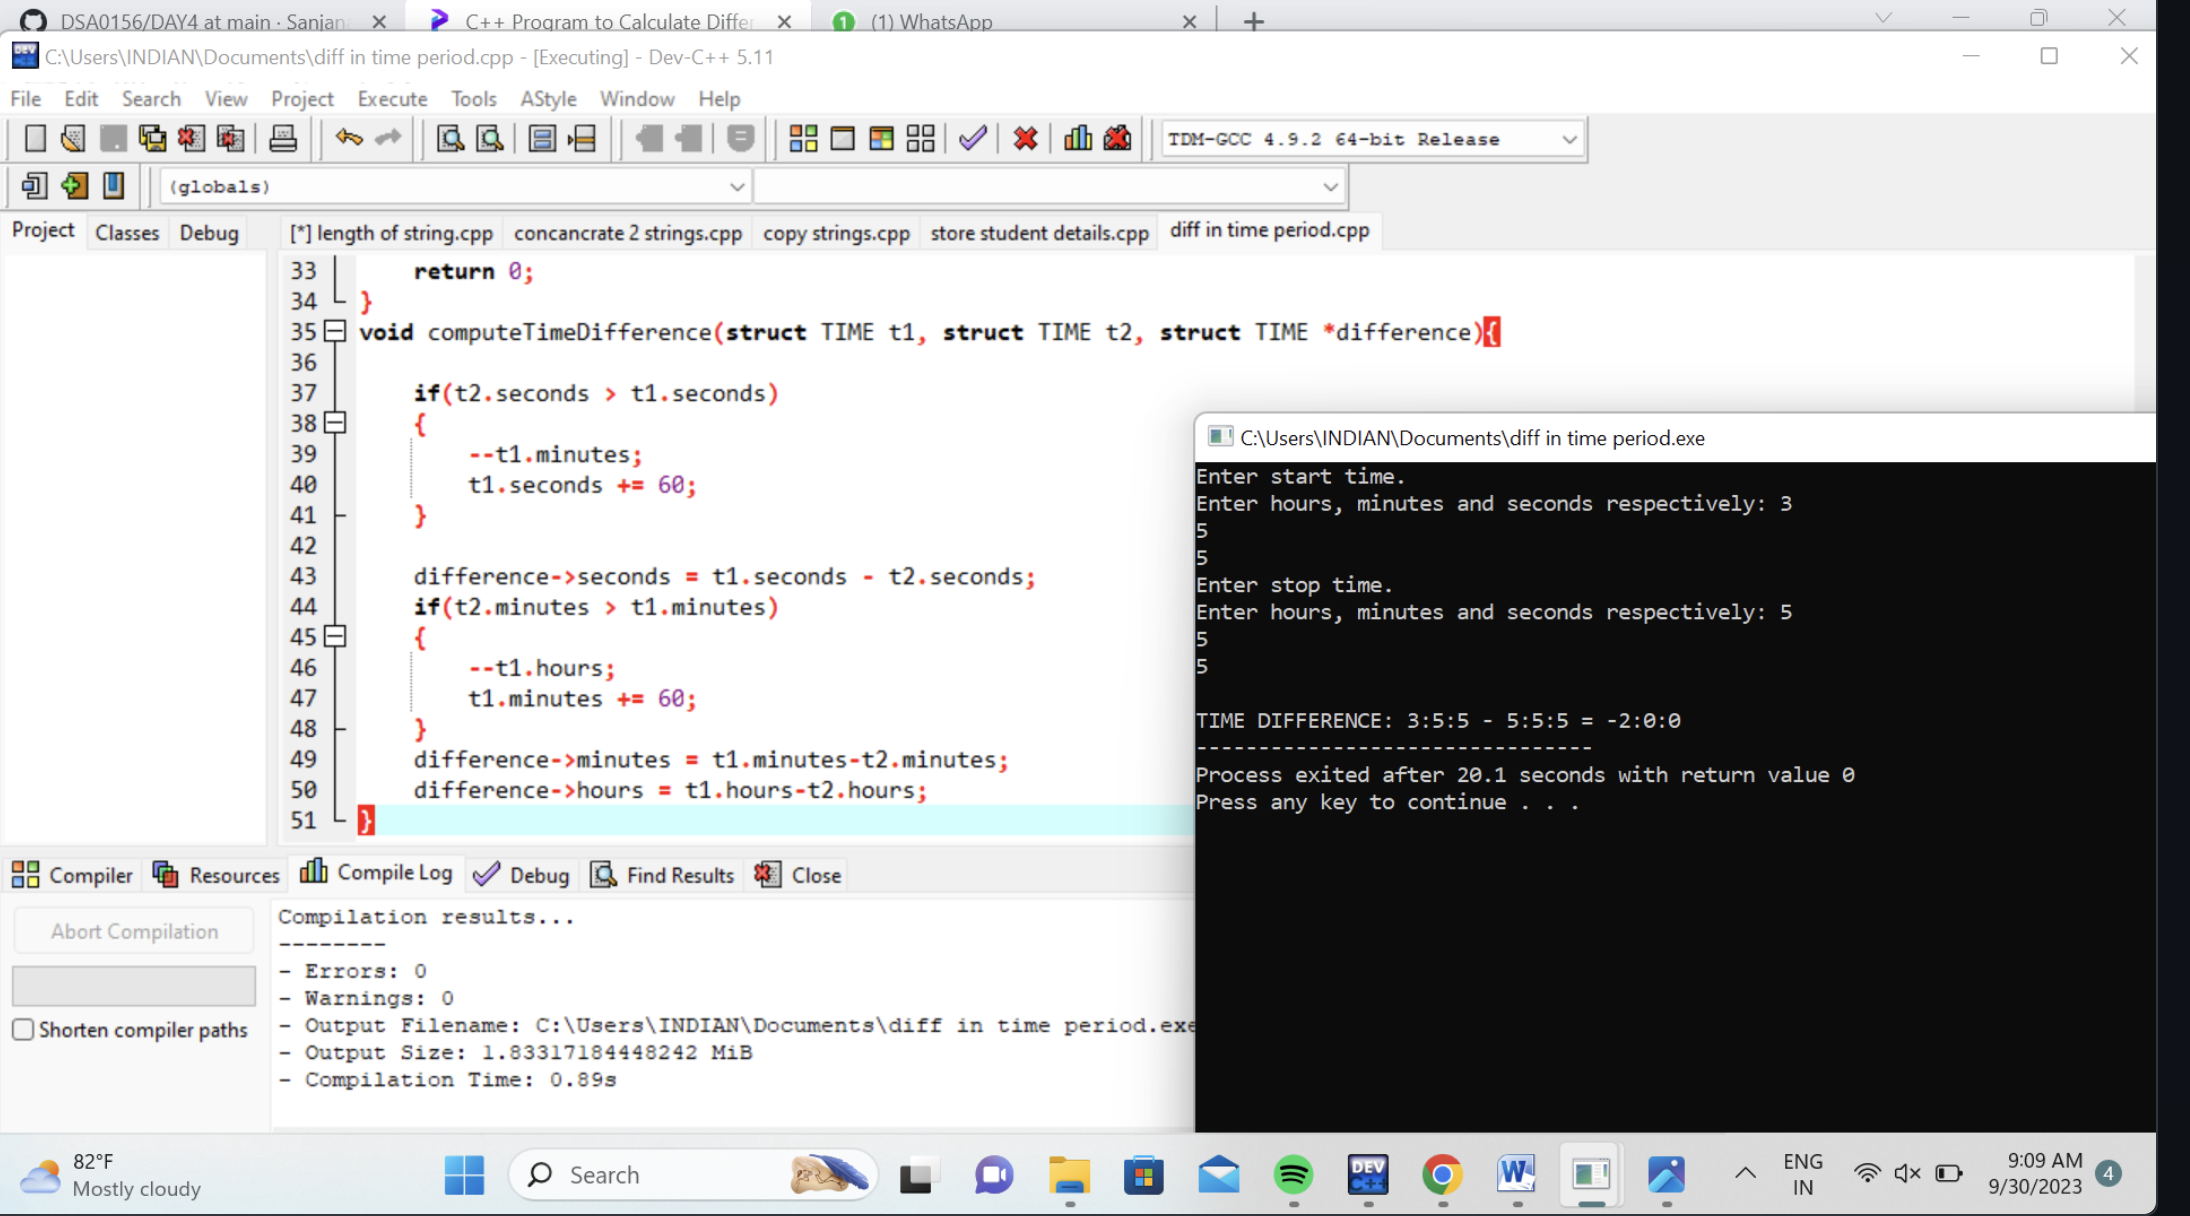 DSA0156/DAY4 at main · Sanjana
C++ Program to Calculate Differ
1 (1) WhatsApp
DEV C:\Users\INDIAN\Documents\diff in time period.cpp - [Executing] - Dev-C++ 5.11
File Edit Search View Project Execute Tools AStyle Window Help
TDM-GCC 4.9.2 64-bit Release
(globals)
Project Classes Debug
[*] length of string.cpp concancrate 2 strings.cpp copy strings.cpp store student details.cpp diff in time period.cpp
33 return 0;
34 }
35 void computeTimeDifference(struct TIME t1, struct TIME t2, struct TIME *difference){
36
37 if(t2.seconds > t1.seconds)
38 {
39 --t1.minutes;
40 t1.seconds += 60;
41 }
42
43 difference->seconds = t1.seconds - t2.seconds;
44 if(t2.minutes > t1.minutes)
45 {
46 --t1.hours;
47 t1.minutes += 60;
48 }
49 difference->minutes = t1.minutes-t2.minutes;
50 difference->hours = t1.hours-t2.hours;
51 }
C:\Users\INDIAN\Documents\diff in time period.exe
Enter start time.
Enter hours, minutes and seconds respectively: 3
5
5
Enter stop time.
Enter hours, minutes and seconds respectively: 5
5
5
TIME DIFFERENCE: 3:5:5 - 5:5:5 = -2:0:0
--------------------------------
Process exited after 20.1 seconds with return value 0
Press any key to continue . . .
Compiler Resources Compile Log Debug Find Results Close
Abort Compilation
Shorten compiler paths
Compilation results...
--------
- Errors: 0
- Warnings: 0
- Output Filename: C:\Users\INDIAN\Documents\diff in time period.exe
- Output Size: 1.83317184448242 MiB
- Compilation Time: 0.89s
82°F
Mostly cloudy
Search
DEV
C++
W
ENG
IN
9:09 AM
9/30/2023
4